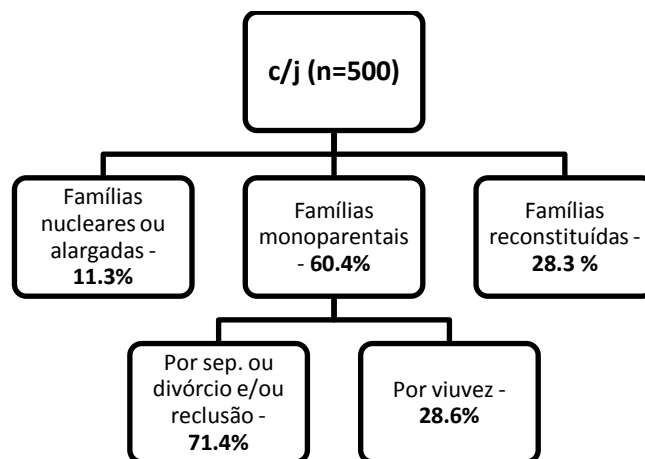 c/j (n=500)
Famílias
nucleares ou
alargadas -
11.3%
Famílias
monoparentais
- 60.4%
Famílias
reconstituídas -
28.3 %
Por sep. ou
divórcio e/ou
reclusão -
71.4%
Por viuvez -
28.6%